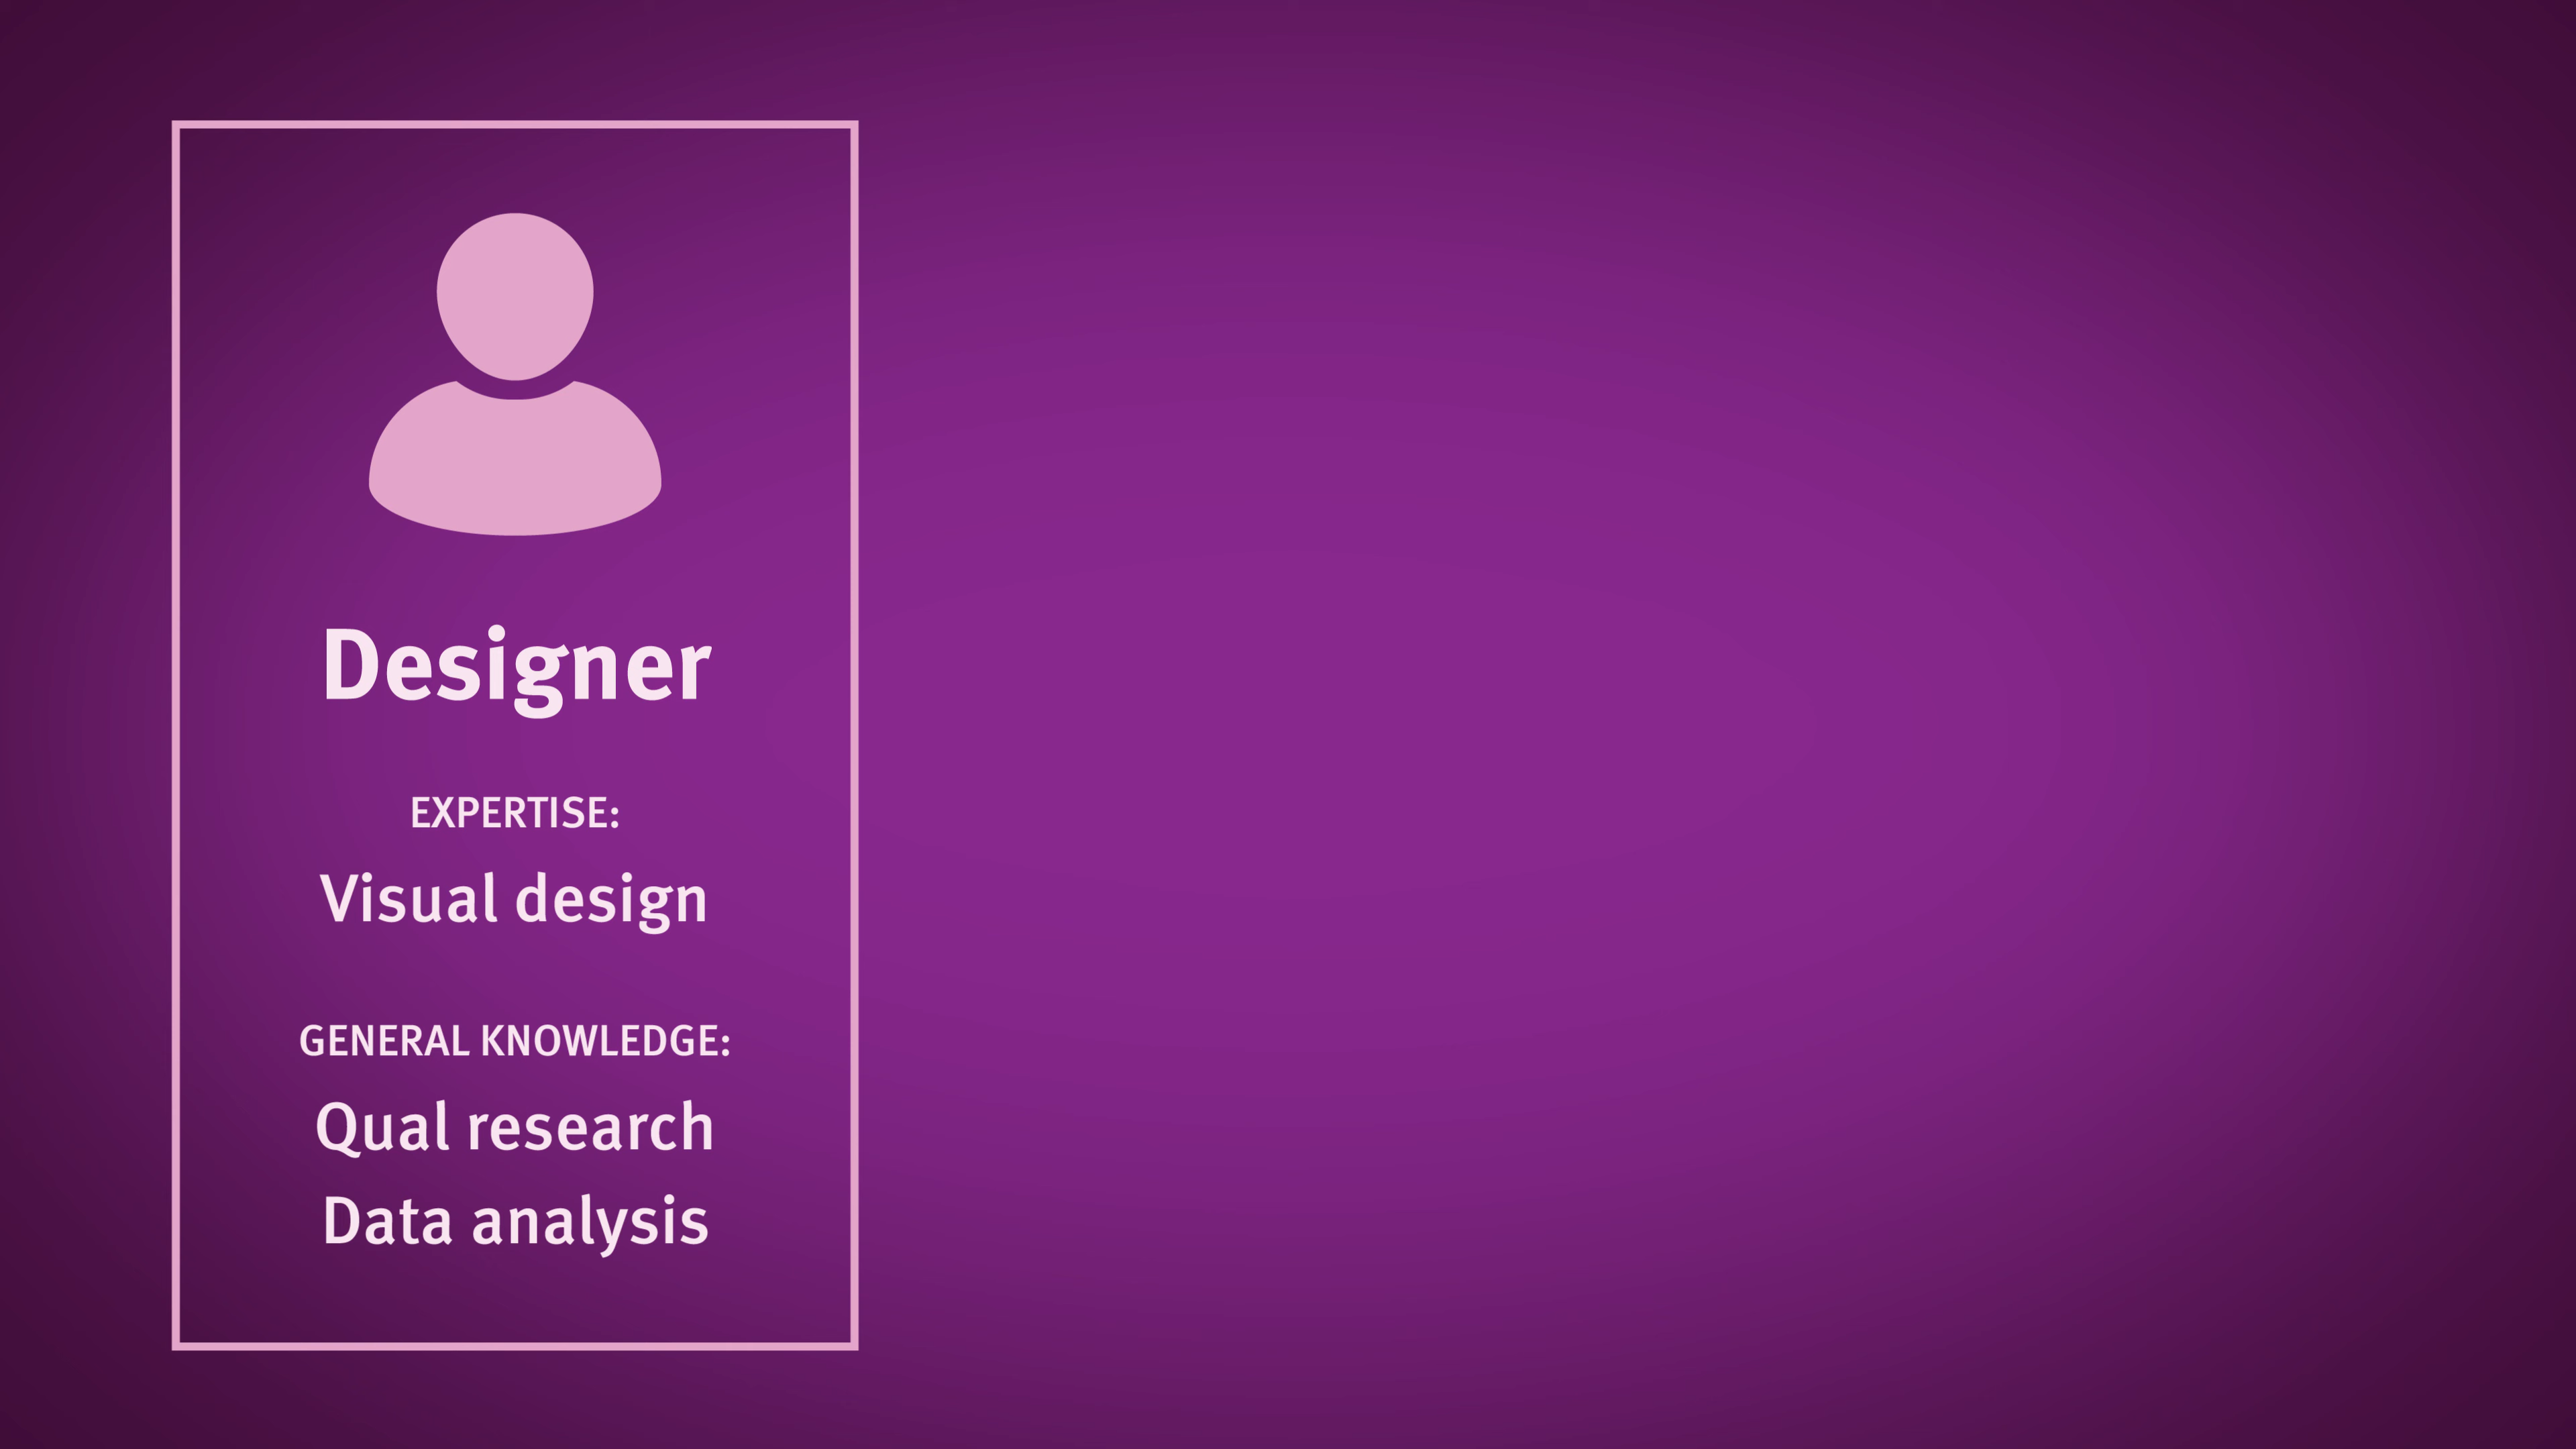 Designer
EXPERTISE:
Visual design
GENERAL KNOWLEDGE:
Qual research
Data analysis